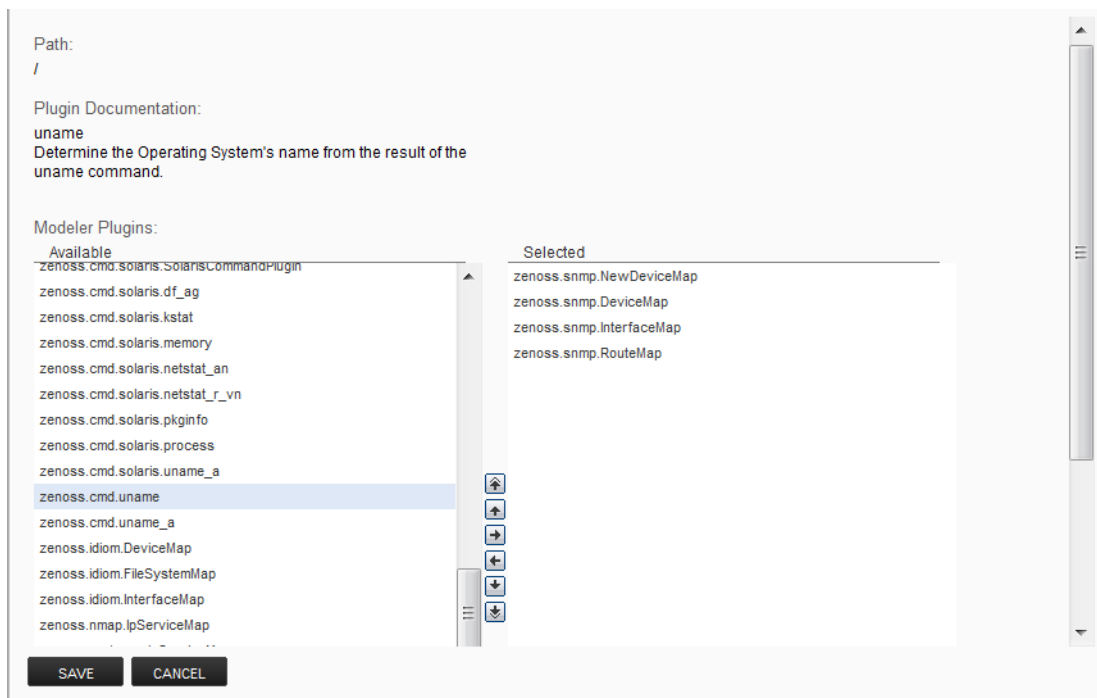 Path:
/
Plugin Documentation:
uname
Determine the Operating System's name from the result of the
uname command.
Modeler Plugins:
Available
zenoss.cmd.solaris.SolarisCommandPlugin
zenoss.cmd.solaris.df_ag
zenoss.cmd.solaris.kstat
zenoss.cmd.solaris.memory
zenoss.cmd.solaris.netstat_an
zenoss.cmd.solaris.netstat_r_vn
zenoss.cmd.solaris.pkginfo
zenoss.cmd.solaris.process
zenoss.cmd.solaris.uname_a
zenoss.cmd.uname
zenoss.cmd.uname_a
zenoss.idiom.DeviceMap
zenoss.idiom.FileSystemMap
zenoss.idiom.InterfaceMap
zenoss.nmap.IpServiceMap
Selected
zenoss.snmp.NewDeviceMap
zenoss.snmp.DeviceMap
zenoss.snmp.InterfaceMap
zenoss.snmp.RouteMap
SAVE
CANCEL